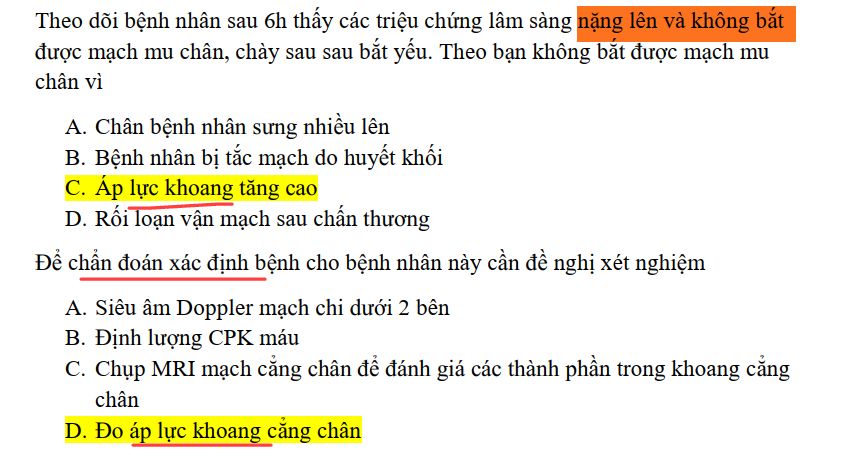 Theo dõi bệnh nhân sau 6h thấy các triệu chứng lâm sàng nặng lên và không bắt
được mạch mu chân, chày sau sau bắt yếu. Theo bạn không bắt được mạch mu
chân vì
A. Chân bệnh nhân sưng nhiều lên
B. Bệnh nhân bị tắc mạch do huyết khối
C. Áp lực khoang tăng cao
D. Rối loạn vận mạch sau chấn thương
Để chẩn đoán xác định bệnh cho bệnh nhân này cần đề nghị xét nghiệm
A. Siêu âm Doppler mạch chi dưới 2 bên
B. Định lượng CPK máu
C. Chụp MRI mạch cẳng chân để đánh giá các thành phần trong khoang cẳng
chân
D. Đo áp lực khoang cẳng chân